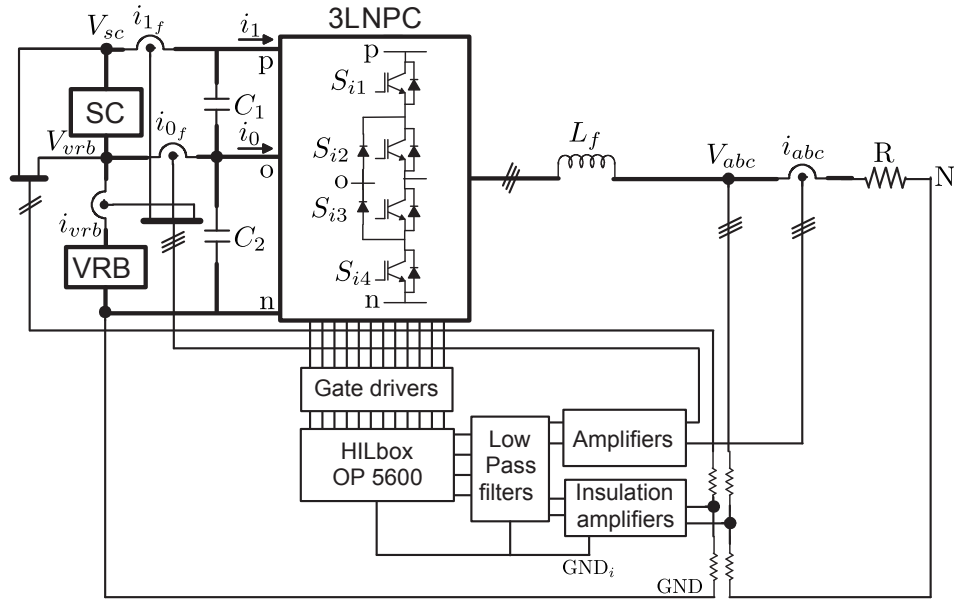 3LNPC
V_sc
i_1f
i_1
p
p
S_i1
SC
C_1
i_0f
i_0
V_vrb
o
S_i2
o
S_i3
L_f
V_abc
i_abc
R
N
i_vrb
C_2
VRB
S_i4
n
n
Gate drivers
HILbox
OP 5600
Low
Pass
filters
Amplifiers
Insulation
amplifiers
GND_i
GND